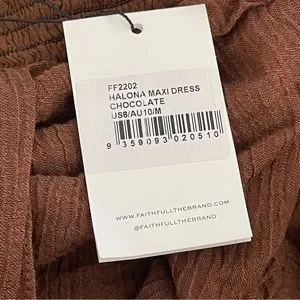 FF2202
HALONA MAXI DRESS
CHOCOLATE
US6/AU10/M
9 359093 020510
WWW.FAITHFULLTHEBRAND.COM
@FAITHFULLTHEBRAND